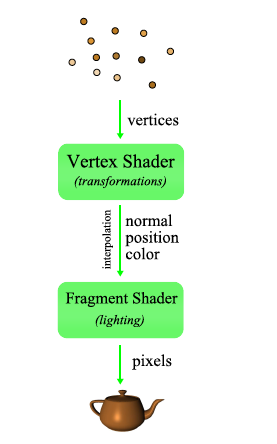 vertices
Vertex Shader
(transformations)
interpolation
normal
position
color
Fragment Shader
(lighting)
pixels